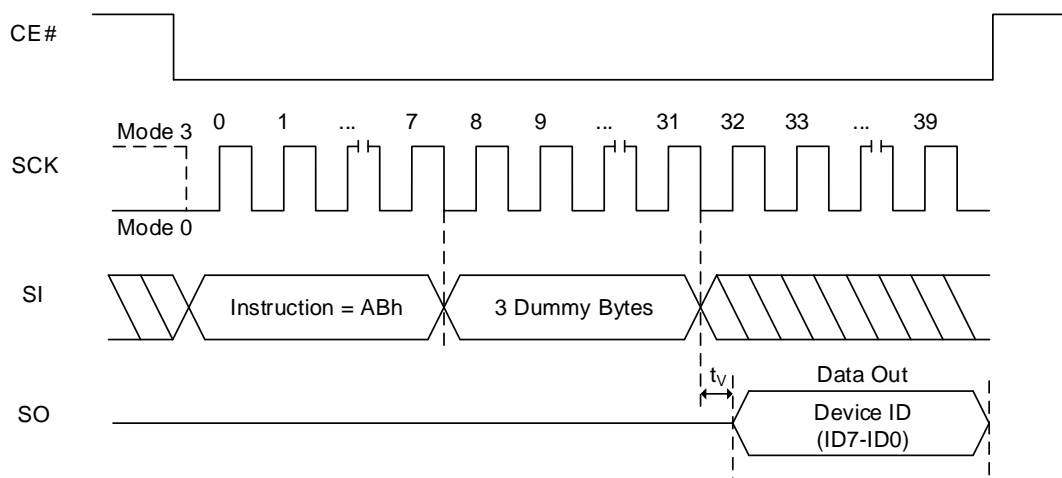 CE#
0 1 ... 7 8 9 ... 31 32 33 ... 39
Mode 3
SCK
Mode 0
SI
Instruction = ABh
3 Dummy Bytes
tV
Data Out
SO
Device ID
(ID7-ID0)